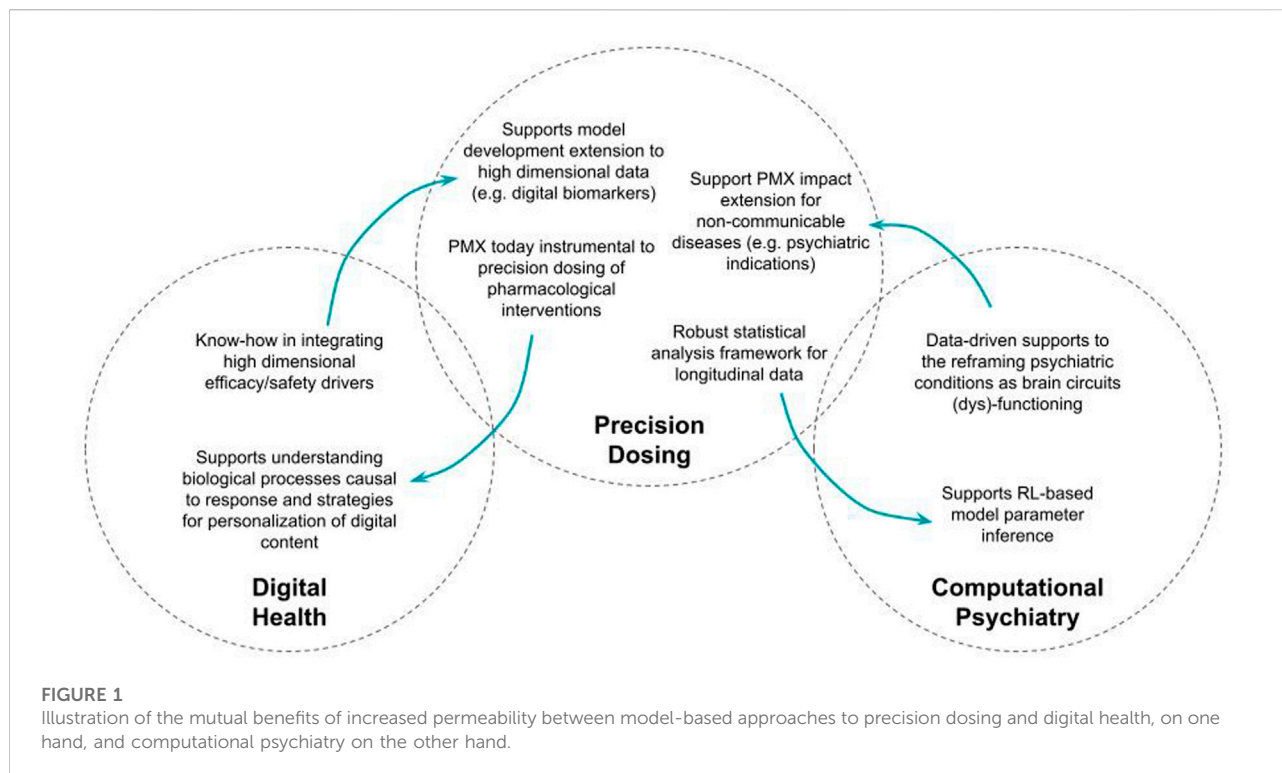 Supports model
development extension to
high dimensional data
(e.g. digital biomarkers)
Support PMX impact
extension for
non-communicable
diseases (e.g. psychiatric
indications)
PMX today instrumental to
precision dosing of
pharmacological
interventions
Robust statistical
analysis framework for
longitudinal data
Precision
Dosing
Know-how in integrating
high dimensional
efficacy/safety drivers
Supports understanding
biological processes causal
to response and strategies
for personalization of digital
content
Digital
Health
Data-driven supports to
the reframing psychiatric
conditions as brain circuits
(dys)-functioning
Supports RL-based
model parameter
inference
Computational
Psychiatry
FIGURE 1
Illustration of the mutual benefits of increased permeability between model-based approaches to precision dosing and digital health, on one
hand, and computational psychiatry on the other hand.